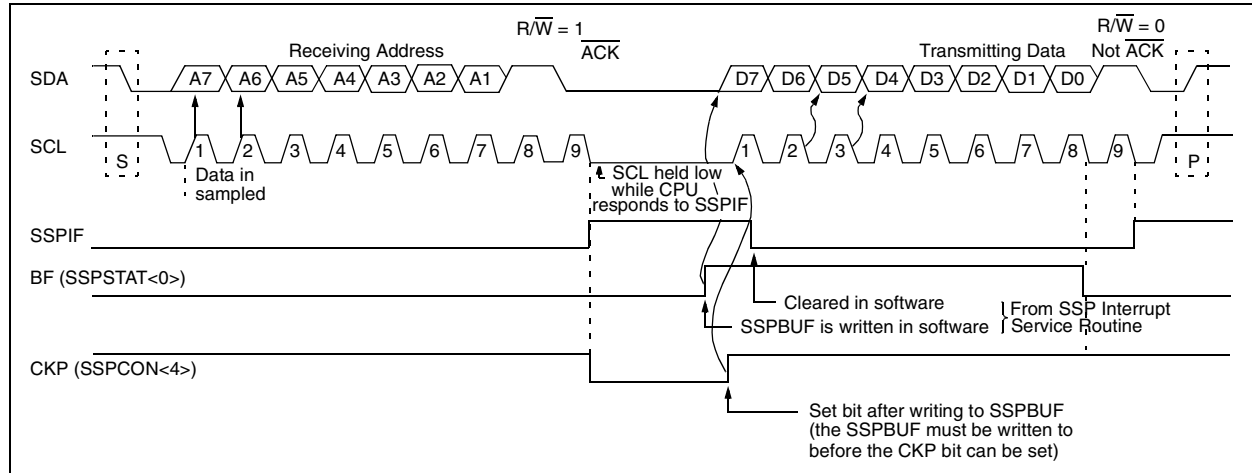 R/W = 1
R/W = 0
Receiving Address
ACK
Transmitting Data
Not ACK
SDA
A7 A6 A5 A4 A3 A2 A1
D7 D6 D5 D4 D3 D2 D1 D0
SCL
S
1 2 3 4 5 6 7 8 9
1 2 3 4 5 6 7 8 9
P
Data in
sampled
SCL held low
while CPU
responds to SSPIF
SSPIF
BF (SSPSTAT<0>)
Cleared in software
SSPBUF is written in software
From SSP Interrupt
Service Routine
CKP (SSPCON<4>)
Set bit after writing to SSPBUF
(the SSPBUF must be written to
before the CKP bit can be set)